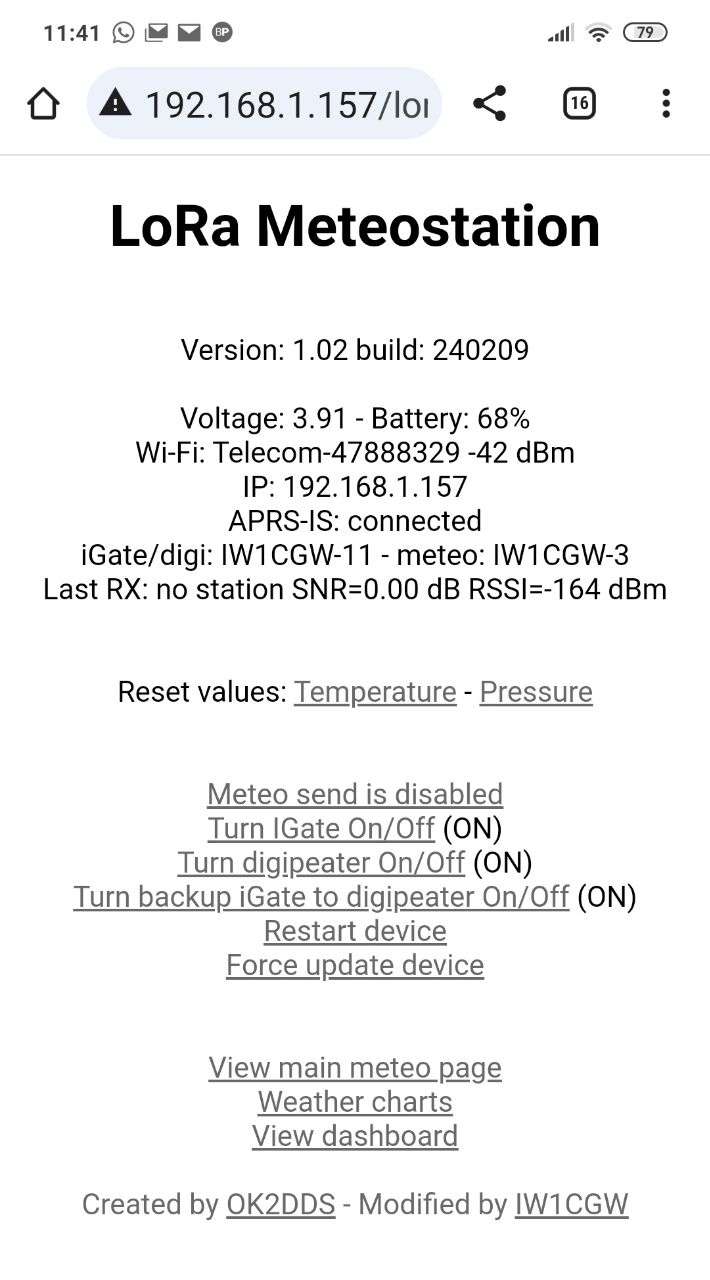 11:41 BP 79
192.168.1.157/lor 16
LoRa Meteostation
Version: 1.02 build: 240209
Voltage: 3.91 - Battery: 68%
Wi-Fi: Telecom-47888329 -42 dBm
IP: 192.168.1.157
APRS-IS: connected
iGate/digi: IW1CGW-11 - meteo: IW1CGW-3
Last RX: no station SNR=0.00 dB RSSI=-164 dBm
Reset values: Temperature - Pressure
Meteo send is disabled
Turn IGate On/Off (ON)
Turn digipeater On/Off (ON)
Turn backup iGate to digipeater On/Off (ON)
Restart device
Force update device
View main meteo page
Weather charts
View dashboard
Created by OK2DDS - Modified by IW1CGW